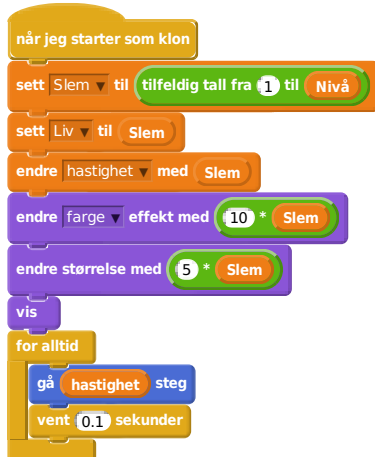 når jeg starter som klon
sett Slem til tilfeldig tall fra 1 til Nivå
sett Liv til Slem
endre hastighet med Slem
endre farge effekt med 10 * Slem
endre størrelse med 5 * Slem
vis
for alltid
gå hastighet steg
vent 0.1 sekunder